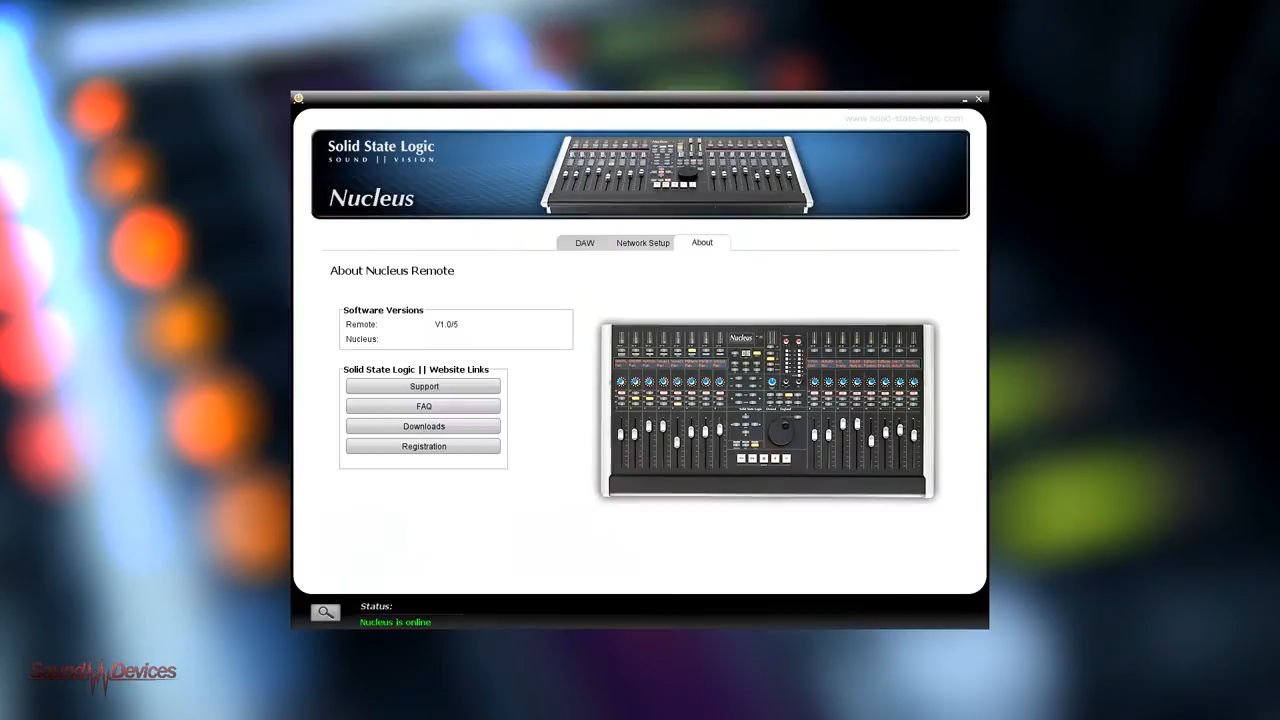 www.solid-state-logic.com
Solid State Logic
SOUND || VISION
Nucleus
DAW
Network Setup
About
About Nucleus Remote
Software Versions
Remote: V1.0/5
Nucleus:
Solid State Logic || Website Links
Support
FAQ
Downloads
Registration
Nucleus
Status:
Nucleus is online
Sound Devices